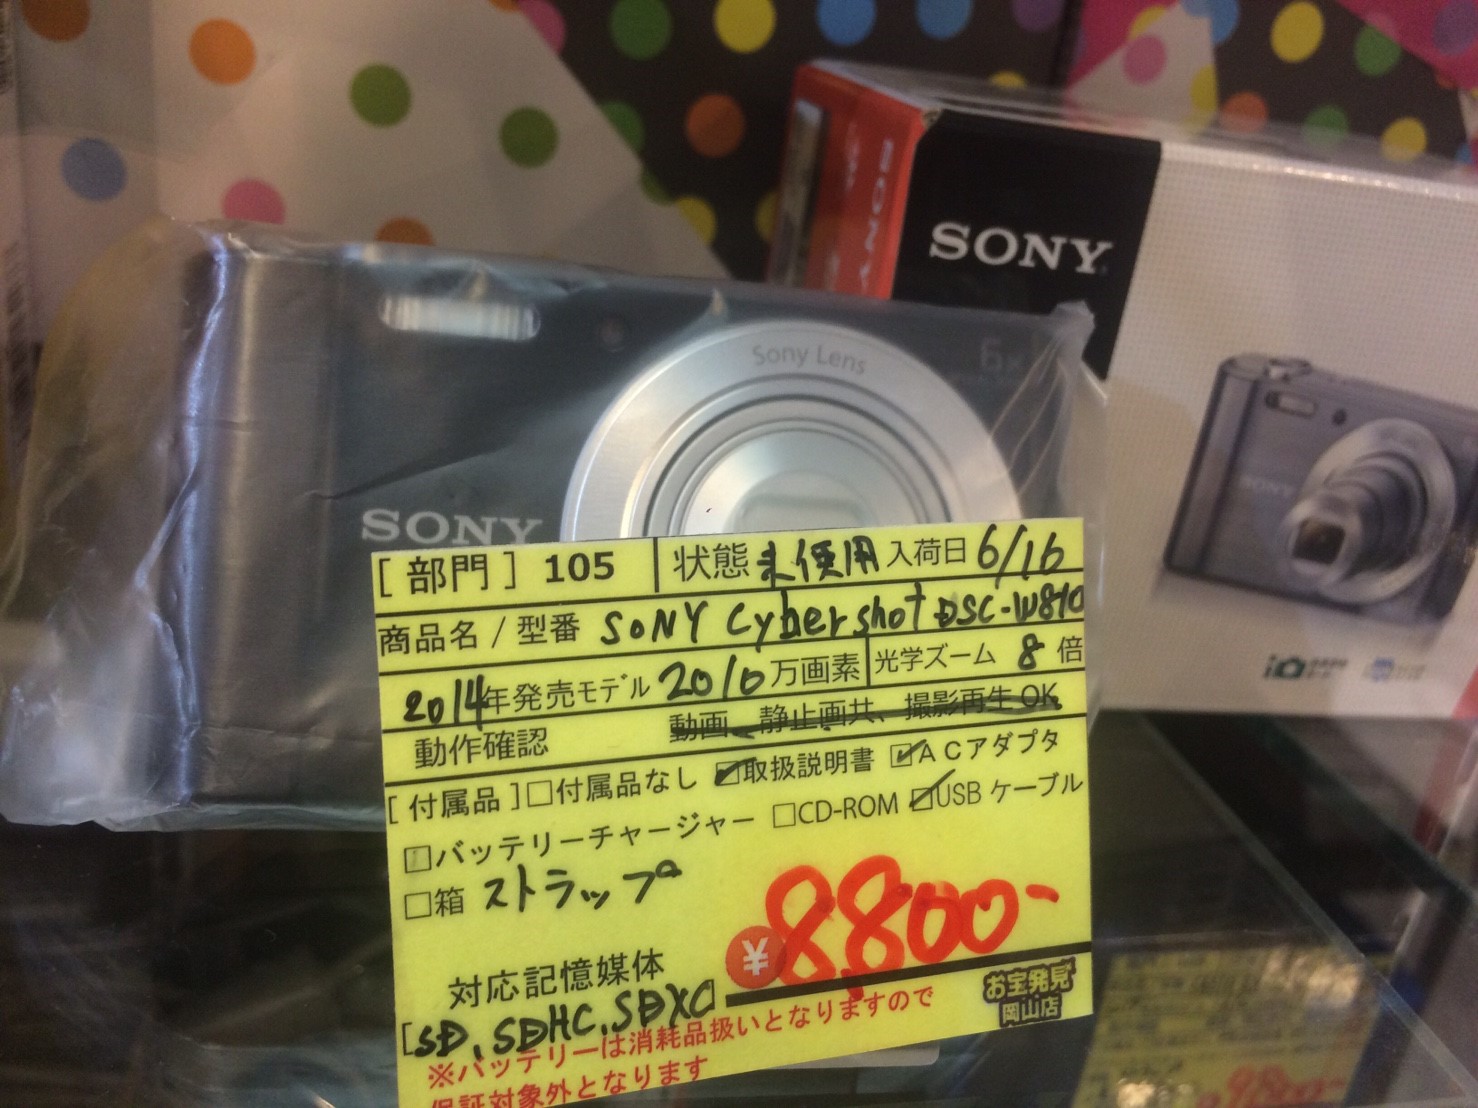 SONY
SONY
Sony Lens
6x
SONY
SONY
[部門] 105 状態 未使用 入荷日 6/16
商品名/型番 SONY Cybershot DSC-W810
2014年発売モデル 2010万画素 光学ズーム 8倍
動作確認 動画、静止画共、撮影再生OK
[付属品] □付属品なし ☑取扱説明書 ☑ACアダプタ
□バッテリーチャージャー □CD-ROM ☑USBケーブル
□箱 ストラップ
¥8,800-
対応記憶媒体
[SD、SDHC、SDXC]
※バッテリーは消耗品扱いとなりますので
保証対象外となります
お宝発見
岡山店